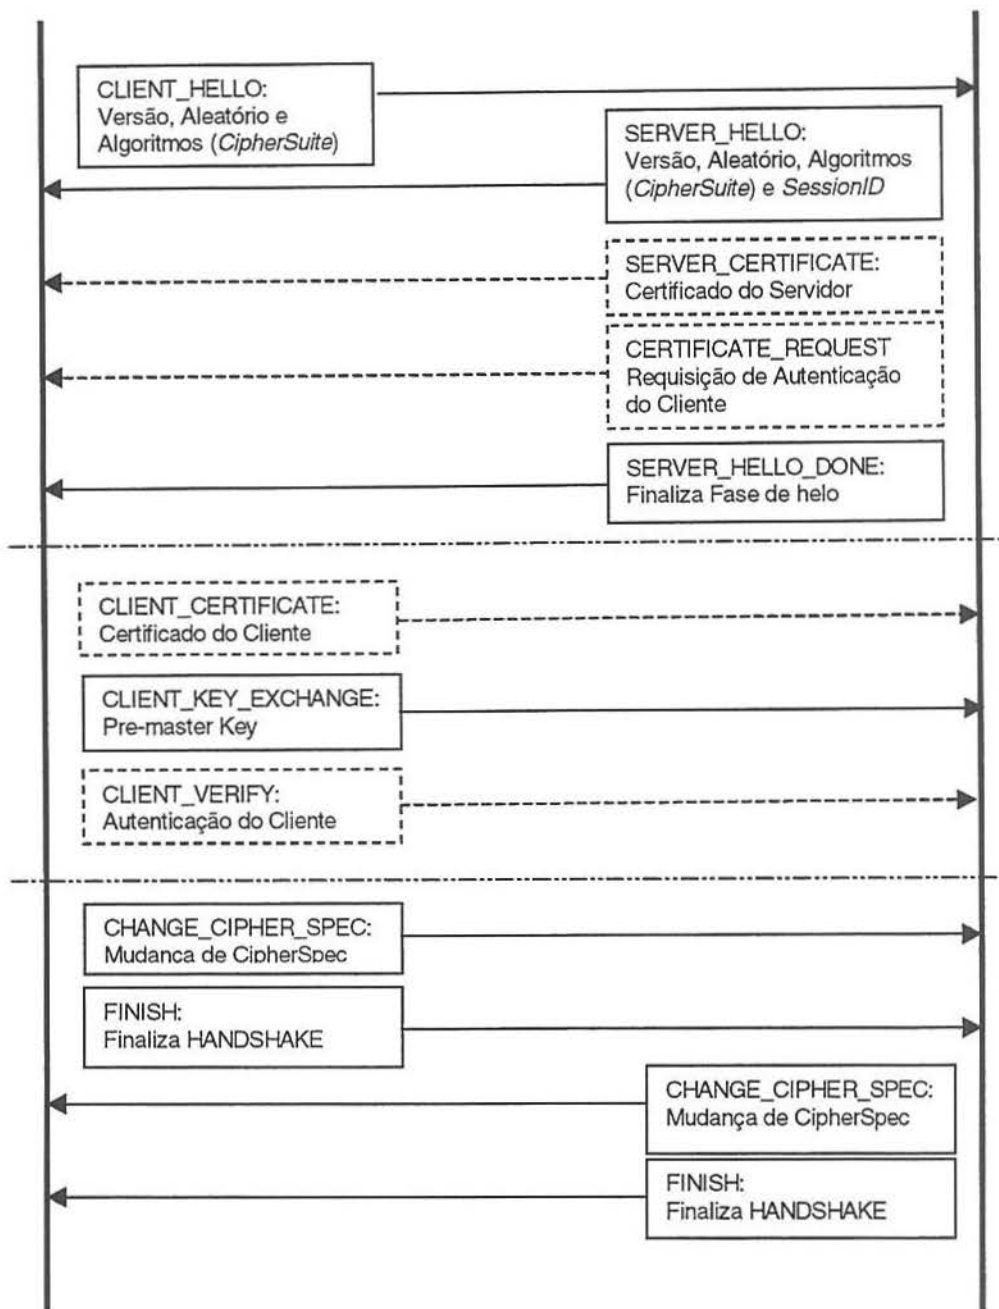 CLIENT_HELLO:
Versão, Aleatório e
Algoritmos (CipherSuite)
SERVER_HELLO:
Versão, Aleatório, Algoritmos
(CipherSuite) e SessionID
SERVER_CERTIFICATE:
Certificado do Servidor
CERTIFICATE_REQUEST
Requisição de Autenticação
do Cliente
SERVER_HELLO_DONE:
Finaliza Fase de helo
CLIENT_CERTIFICATE:
Certificado do Cliente
CLIENT_KEY_EXCHANGE:
Pre-master Key
CLIENT_VERIFY:
Autenticação do Cliente
CHANGE_CIPHER_SPEC:
Mudança de CipherSpec
FINISH:
Finaliza HANDSHAKE
CHANGE_CIPHER_SPEC:
Mudança de CipherSpec
FINISH:
Finaliza HANDSHAKE